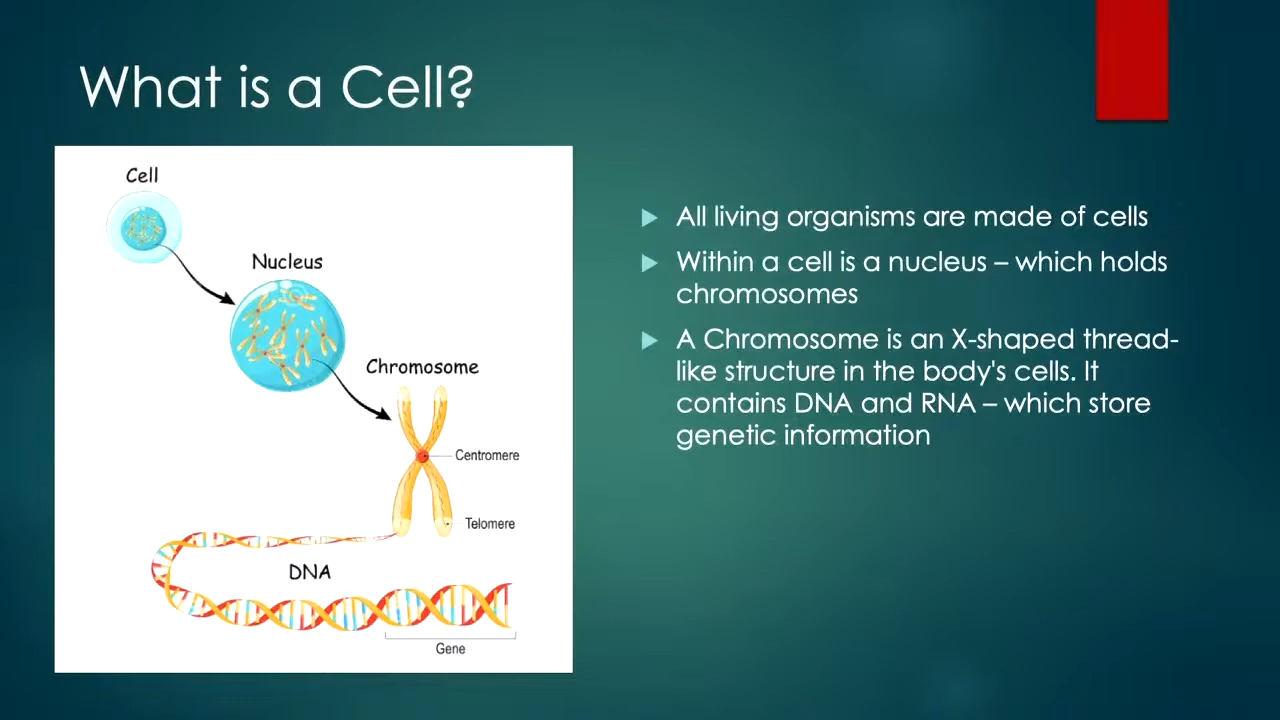 What is a Cell?
Cell
Nucleus
Chromosome
Centromere
Telomere
DNA
Gene
All living organisms are made of cells
Within a cell is a nucleus – which holds
chromosomes
A Chromosome is an X-shaped thread-
like structure in the body's cells. It
contains DNA and RNA – which store
genetic information